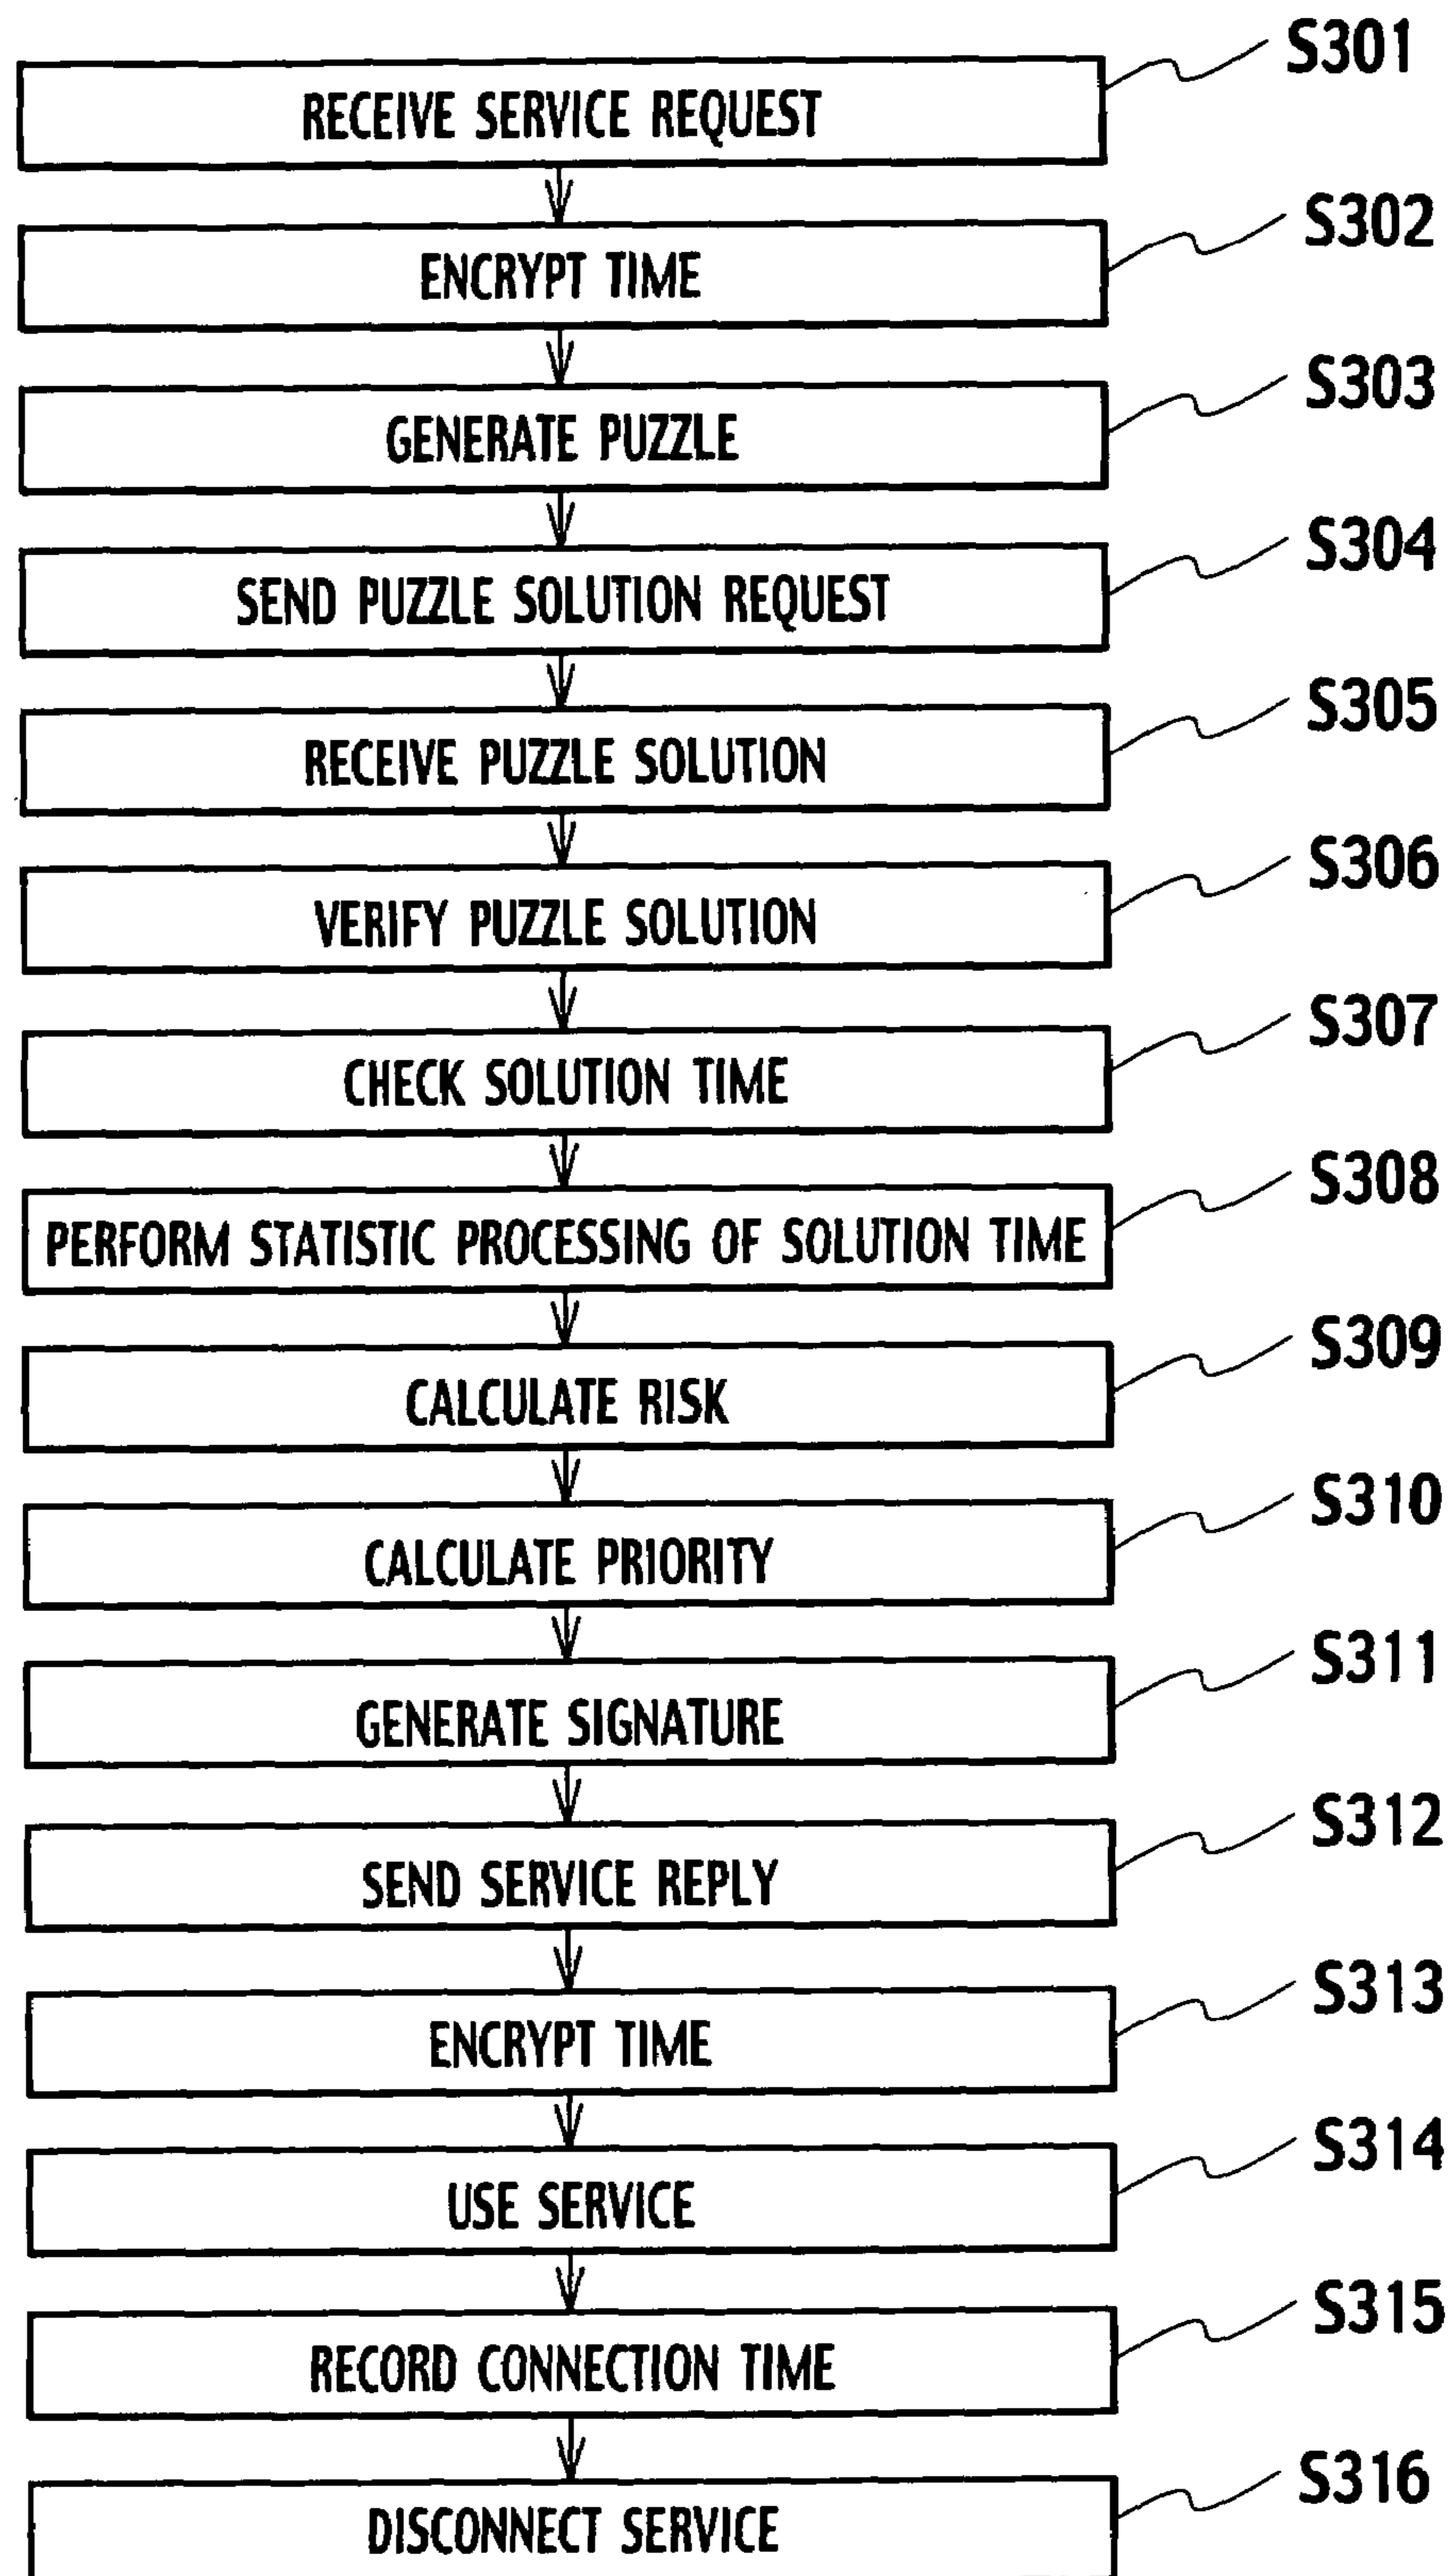 S301
RECEIVE SERVICE REQUEST
S302
ENCRYPT TIME
S303
GENERATE PUZZLE
S304
SEND PUZZLE SOLUTION REQUEST
S305
RECEIVE PUZZLE SOLUTION
S306
VERIFY PUZZLE SOLUTION
S307
CHECK SOLUTION TIME
S308
PERFORM STATISTIC PROCESSING OF SOLUTION TIME
S309
CALCULATE RISK
S310
CALCULATE PRIORITY
S311
GENERATE SIGNATURE
S312
SEND SERVICE REPLY
S313
ENCRYPT TIME
S314
USE SERVICE
S315
RECORD CONNECTION TIME
S316
DISCONNECT SERVICE